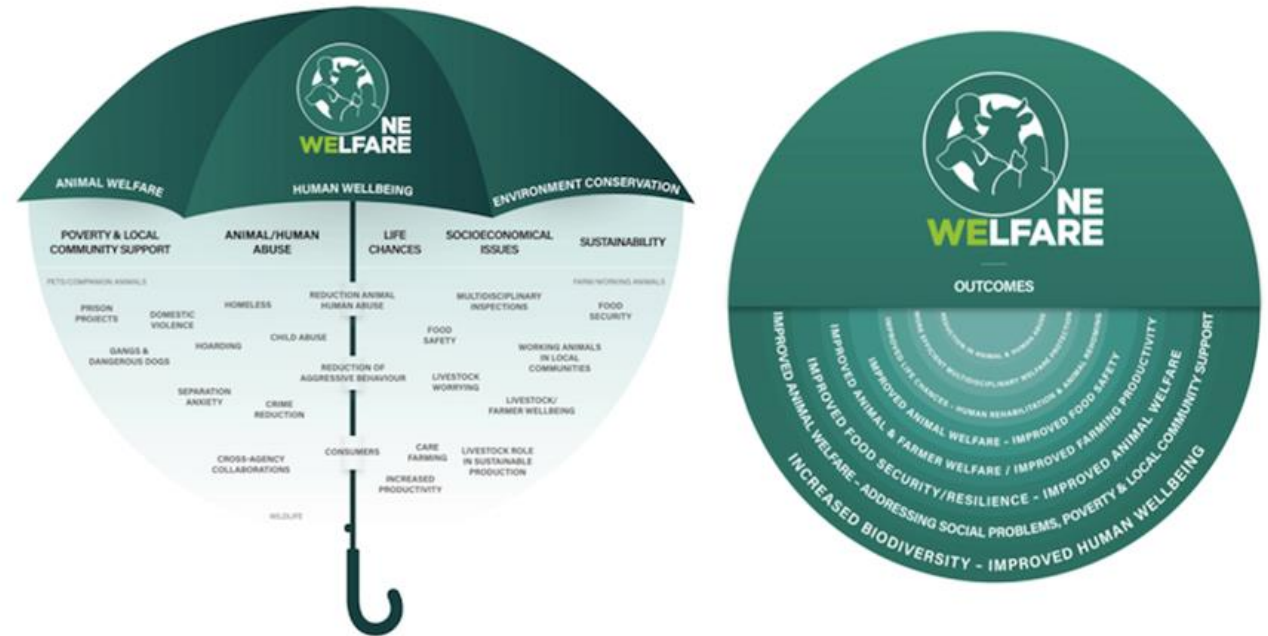 ONE
WELFARE
ANIMAL WELFARE
HUMAN WELLBEING
ENVIRONMENT CONSERVATION
POVERTY & LOCAL
COMMUNITY SUPPORT
ANIMAL/HUMAN
ABUSE
LIFE
CHANCES
SOCIOECONOMICAL
ISSUES
SUSTAINABILITY
PETS/COMPANION ANIMALS
FARM/WORKING ANIMALS
PRISON
PROJECTS
DOMESTIC
VIOLENCE
HOMELESS
REDUCTION ANIMAL
HUMAN ABUSE
MULTIDISCIPLINARY
INSPECTIONS
FOOD
SECURITY
GANGS &
DANGEROUS DOGS
HOARDING
CHILD ABUSE
FOOD
SAFETY
WORKING ANIMALS
IN LOCAL
COMMUNITIES
REDUCTION OF
AGGRESSIVE BEHAVIOUR
LIVESTOCK
WORRYING
SEPARATION
ANXIETY
CRIME
REDUCTION
LIVESTOCK/
FARMER WELLBEING
CROSS-AGENCY
COLLABORATIONS
CONSUMERS
CARE
FARMING
LIVESTOCK ROLE
IN SUSTAINABLE
PRODUCTION
INCREASED
PRODUCTIVITY
WILDLIFE
ONE
WELFARE
OUTCOMES
IMPROVED LIFE CHANCES - HUMAN REHABILITATION & ANIMAL REHOMING
IMPROVED ANIMAL WELFARE - IMPROVED FOOD SAFETY
IMPROVED ANIMAL & FARMER WELFARE / IMPROVED FARMING PRODUCTIVITY
IMPROVED FOOD SECURITY/RESILIENCE - IMPROVED ANIMAL WELFARE
IMPROVED ANIMAL WELFARE - ADDRESSING SOCIAL PROBLEMS, POVERTY & LOCAL COMMUNITY SUPPORT
INCREASED BIODIVERSITY - IMPROVED HUMAN WELLBEING